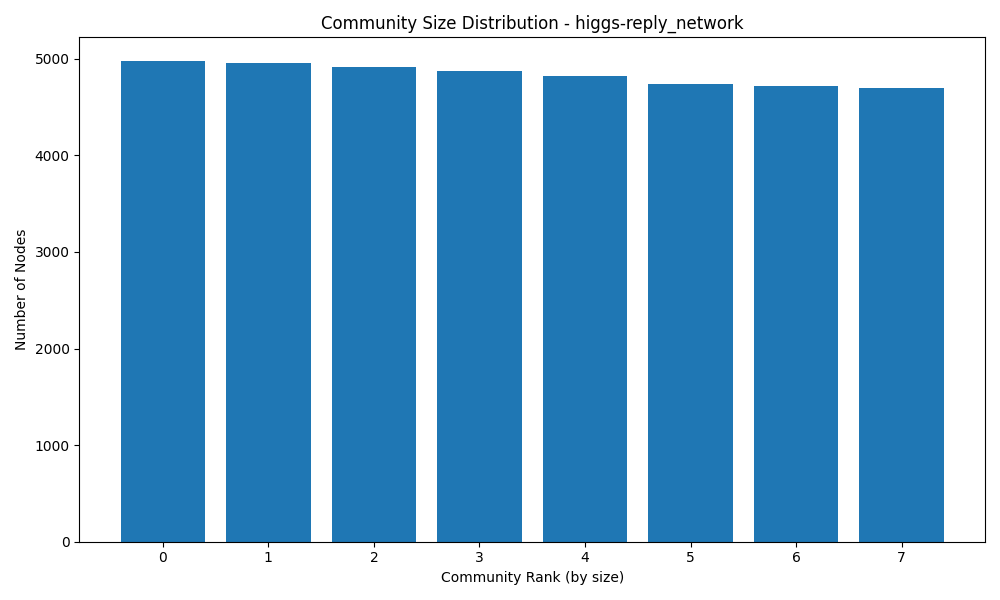 Community Size Distribution - higgs-reply_network
5000
4000
3000
2000
1000
0
Number of Nodes
0 1 2 3 4 5 6 7
Community Rank (by size)